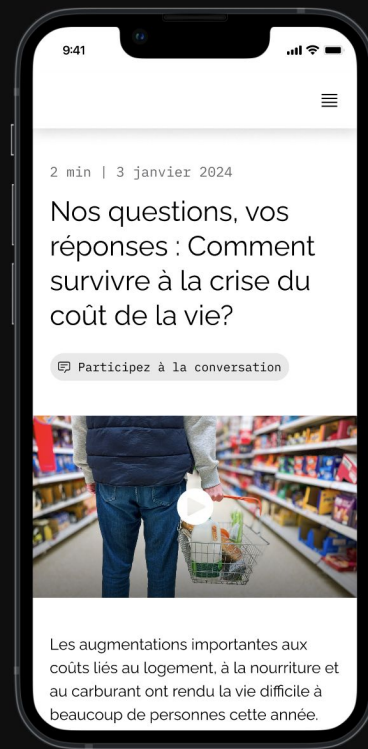 9:41
2 min | 3 janvier 2024
Nos questions, vos
réponses : Comment
survivre à la crise du
coût de la vie?
Participez à la conversation
Les augmentations importantes aux
coûts liés au logement, à la nourriture et
au carburant ont rendu la vie difficile à
beaucoup de personnes cette année.